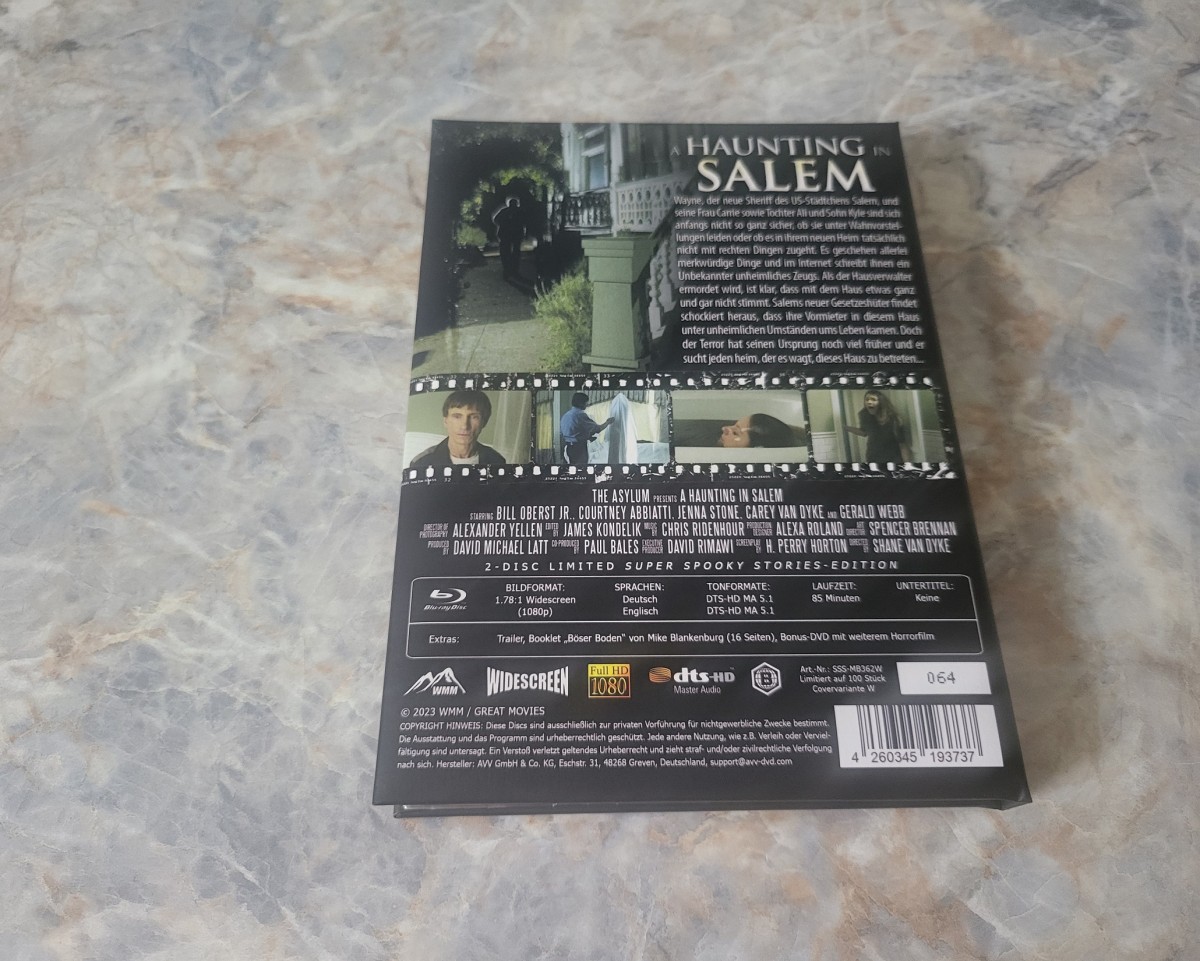 A HAUNTING IN
SALEM
Wayne, der neue Sheriff des US-Städtchens Salem, und
seine Frau Carrie sowie Tochter Ali und Sohn Kyle sind sich
anfangs nicht so ganz sicher, ob sie unter Wahnvorstel-
lungen leiden oder ob es in ihrem neuen Heim tatsächlich
nicht mit rechten Dingen zugeht. Es geschehen allerlei
merkwürdige Dinge und im Internet schreibt ihnen ein
Unbekannter unheimliches Zeugs. Als der Hausverwalter
ermordet wird, ist klar, dass mit dem Haus etwas ganz
und gar nicht stimmt. Salems neuer Gesetzeshüter findet
schockiert heraus, dass ihre Vormieter in diesem Haus
unter unheimlichen Umständen ums Leben kamen. Doch
der Terror hat seinen Ursprung noch viel früher und er
sucht jeden heim, der es wagt, dieses Haus zu betreten...
THE ASYLUM PRESENTS A HAUNTING IN SALEM
STARRING BILL OBERST JR., COURTNEY ABBIATTI, JENNA STONE, CAREY VAN DYKE AND GERALD WEBB
DIRECTOR OF PHOTOGRAPHY ALEXANDER YELLEN EDITED BY JAMES KONDELIK MUSIC BY CHRIS RIDENHOUR PRODUCTION DESIGNER ALEXA ROLAND ART DIRECTOR SPENCER BRENNAN
PRODUCED BY DAVID MICHAEL LATT CO-PRODUCED BY PAUL BALES EXECUTIVE PRODUCER DAVID RIMAWI SCREENPLAY BY H. PERRY HORTON DIRECTED BY SHANE VAN DYKE
2-DISC LIMITED SUPER SPOOKY STORIES-EDITION
Blu-ray Disc
BILDFORMAT: SPRACHEN: TONFORMATE: LAUFZEIT: UNTERTITEL:
1.78:1 Widescreen Deutsch DTS-HD MA 5.1 85 Minuten Keine
(1080p) Englisch DTS-HD MA 5.1
Extras: Trailer, Booklet „Böser Boden" von Mike Blankenburg (16 Seiten), Bonus-DVD mit weiterem Horrorfilm
WMM
WIDESCREEN
Full HD
1080
dts-HD
Master Audio
Art.-Nr.: SSS-MB362W
Limitiert auf 100 Stück
Covervariante W
064
© 2023 WMM / GREAT MOVIES
COPYRIGHT HINWEIS: Diese Discs sind ausschließlich zur privaten Vorführung für nichtgewerbliche Zwecke bestimmt.
Die Ausstattung und das Programm sind urheberrechtlich geschützt. Jede andere Nutzung, wie z.B. Verleih oder Verviel-
fältigung sind untersagt. Ein Verstoß verletzt geltendes Urheberrecht und zieht straf- und/oder zivilrechtliche Verfolgung
nach sich. Hersteller: AVV GmbH & Co. KG, Eschstr. 31, 48268 Greven, Deutschland, support@avv-dvd.com
4 260345 193737